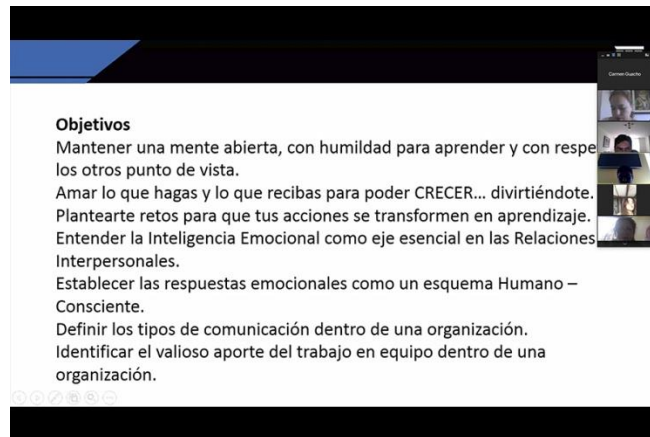 Carmen Guacho
Objetivos
Mantener una mente abierta, con humildad para aprender y con respe
los otros punto de vista.
Amar lo que hagas y lo que recibas para poder CRECER... divirtiéndote.
Plantearte retos para que tus acciones se transformen en aprendizaje.
Entender la Inteligencia Emocional como eje esencial en las Relaciones
Interpersonales.
Establecer las respuestas emocionales como un esquema Humano –
Consciente.
Definir los tipos de comunicación dentro de una organización.
Identificar el valioso aporte del trabajo en equipo dentro de una
organización.